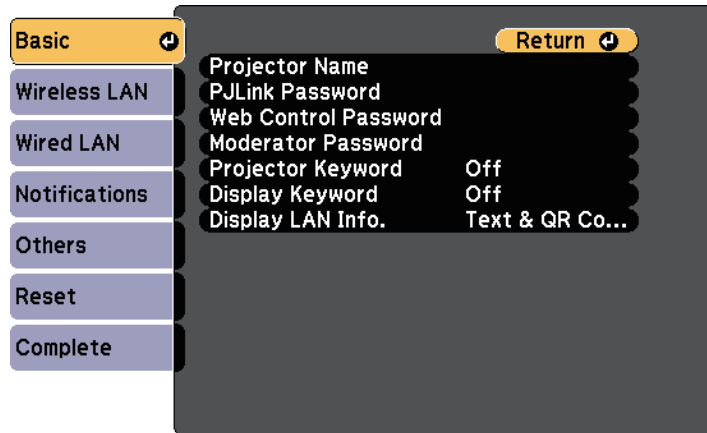 Basic
Wireless LAN
Wired LAN
Notifications
Others
Reset
Complete
Return
Projector Name
PJLink Password
Web Control Password
Moderator Password
Projector Keyword Off
Display Keyword Off
Display LAN Info. Text & QR Co...